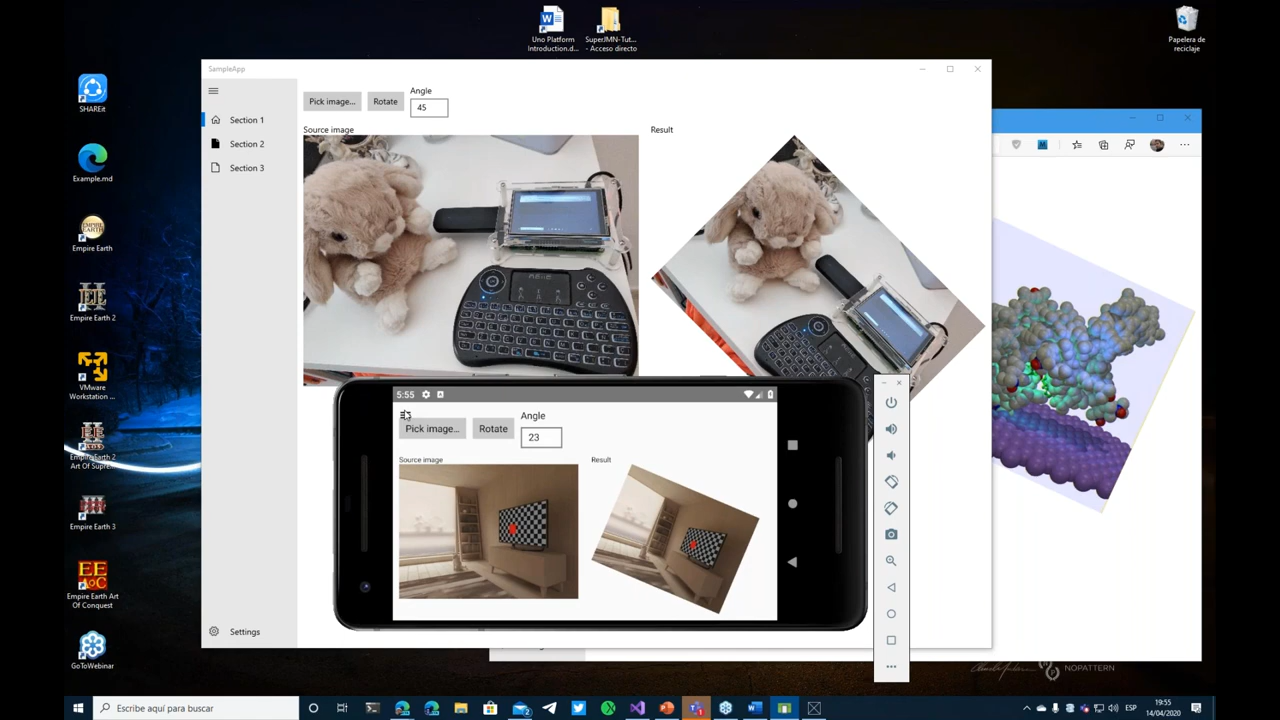 Uno Platform
Introduction.d...
SuperJMN-Tut...
- Acceso directo
Papelera de
reciclaje
SHAREit
Example.md
Empire Earth
Empire Earth 2
VMware
Workstation ...
Empire Earth 2
Art Of Supre...
Empire Earth 3
Empire Earth
Art Of Conquest
GoToWebinar
SampleApp
Section 1
Section 2
Section 3
Settings
Pick image...
Rotate
Angle
45
Source image
Result
5:55
Pick image...
Rotate
Angle
23
Source image
Result
NOPATTERN
Escribe aquí para buscar
ESP
19:55
14/04/2020